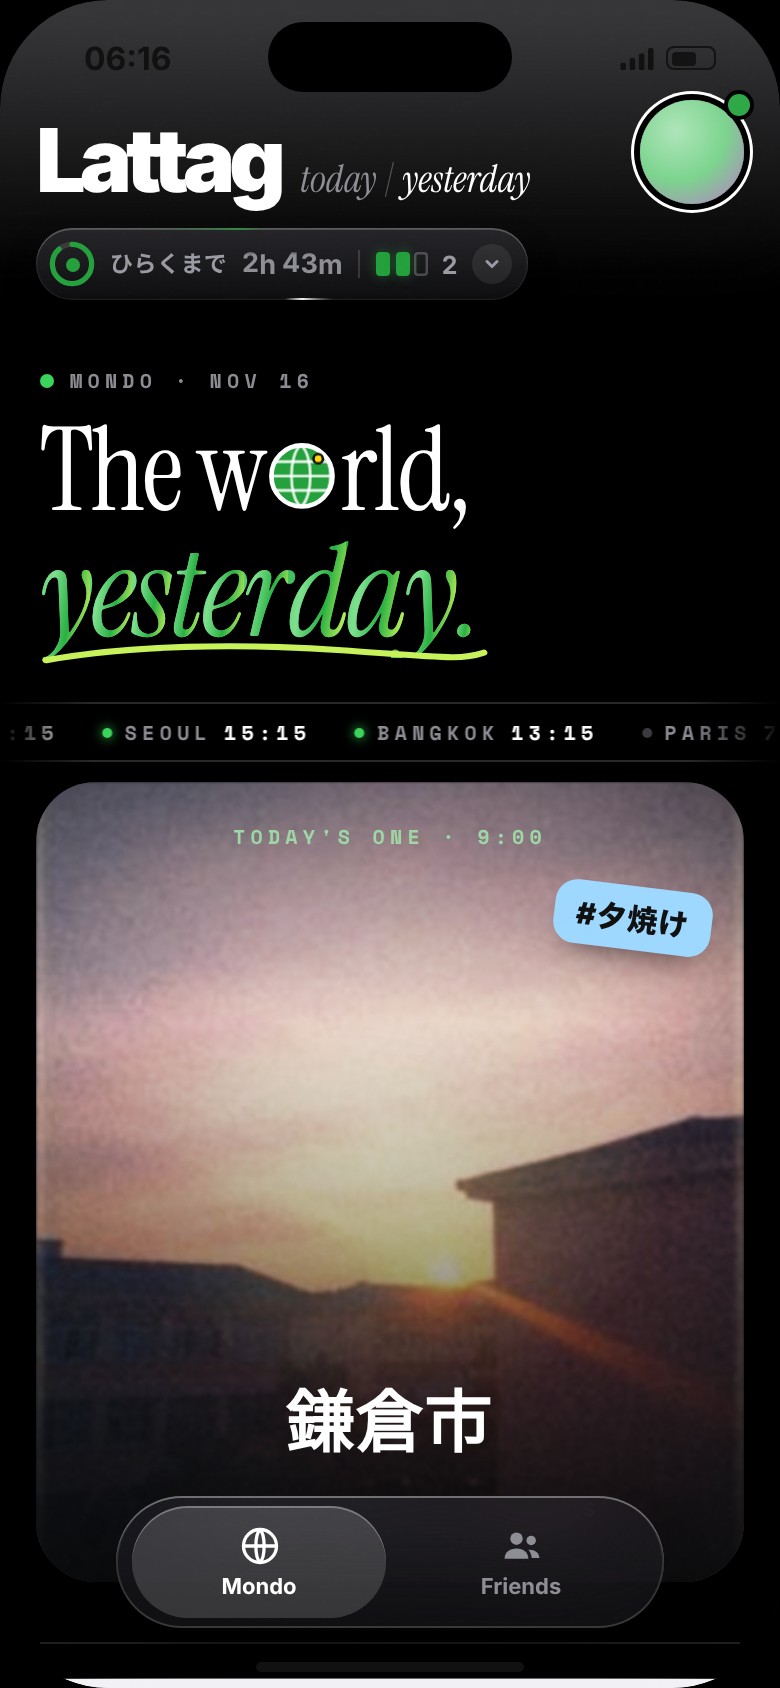 06:16
Lattag today / yesterday
ひらくまで 2h 43m 2
MONDO · NOV 16
The world,
yesterday.
:15 SEOUL 15:15 BANGKOK 13:15 PARIS 7
TODAY'S ONE · 9:00
#夕焼け
鎌倉市
Mondo Friends